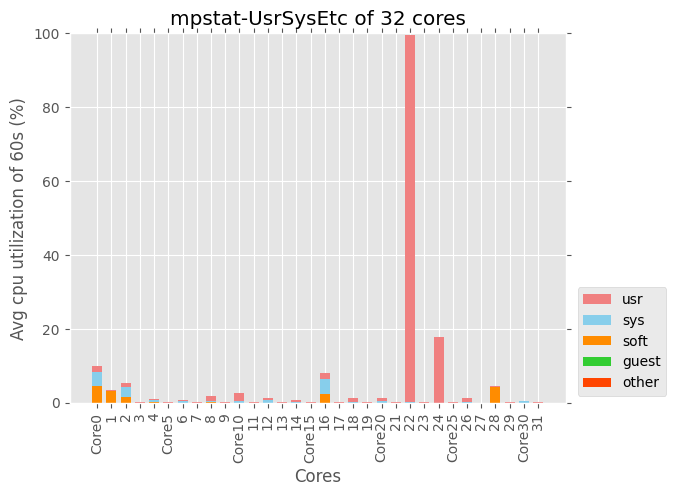 mpstat-UsrSysEtc of 32 cores
Avg cpu utilization of 60s (%)
100
80
60
40
20
0
Core0
1
2
3
4
Core5
6
7
8
9
Core10
11
12
13
14
Core15
16
17
18
19
Core20
21
22
23
24
Core25
26
27
28
29
Core30
31
Cores
usr
sys
soft
guest
other